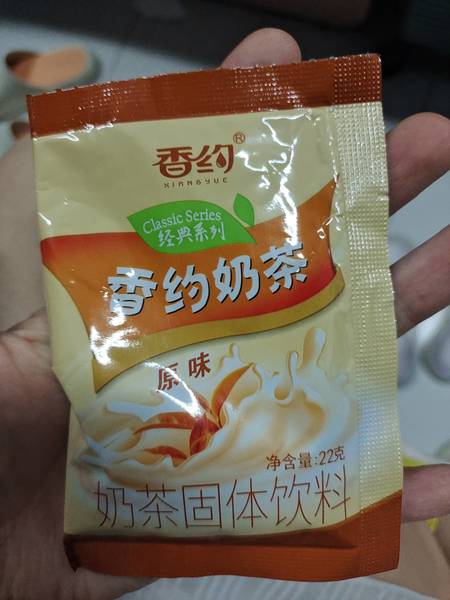 香约®
XIANGYUE
Classic Series
经典系列
香约奶茶
原味
净含量:22克
奶茶固体饮料